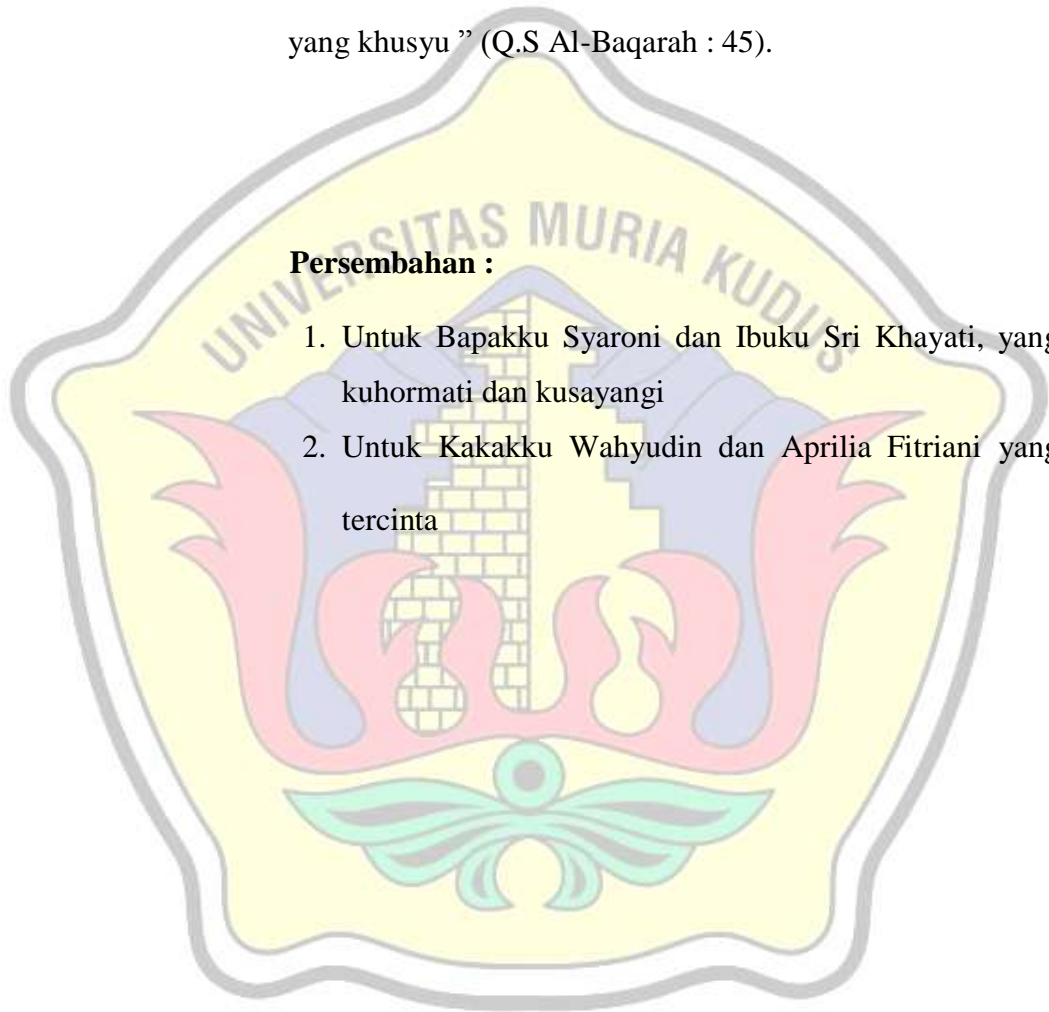 yang khusyu ” (Q.S Al-Baqarah : 45).
UNIVERSITAS MURIA KUDUS
Persembahan :
1. Untuk Bapakku Syaroni dan Ibuku Sri Khayati, yang
kuhormati dan kusayangi
2. Untuk Kakakku Wahyudin dan Aprilia Fitriani yang
tercinta